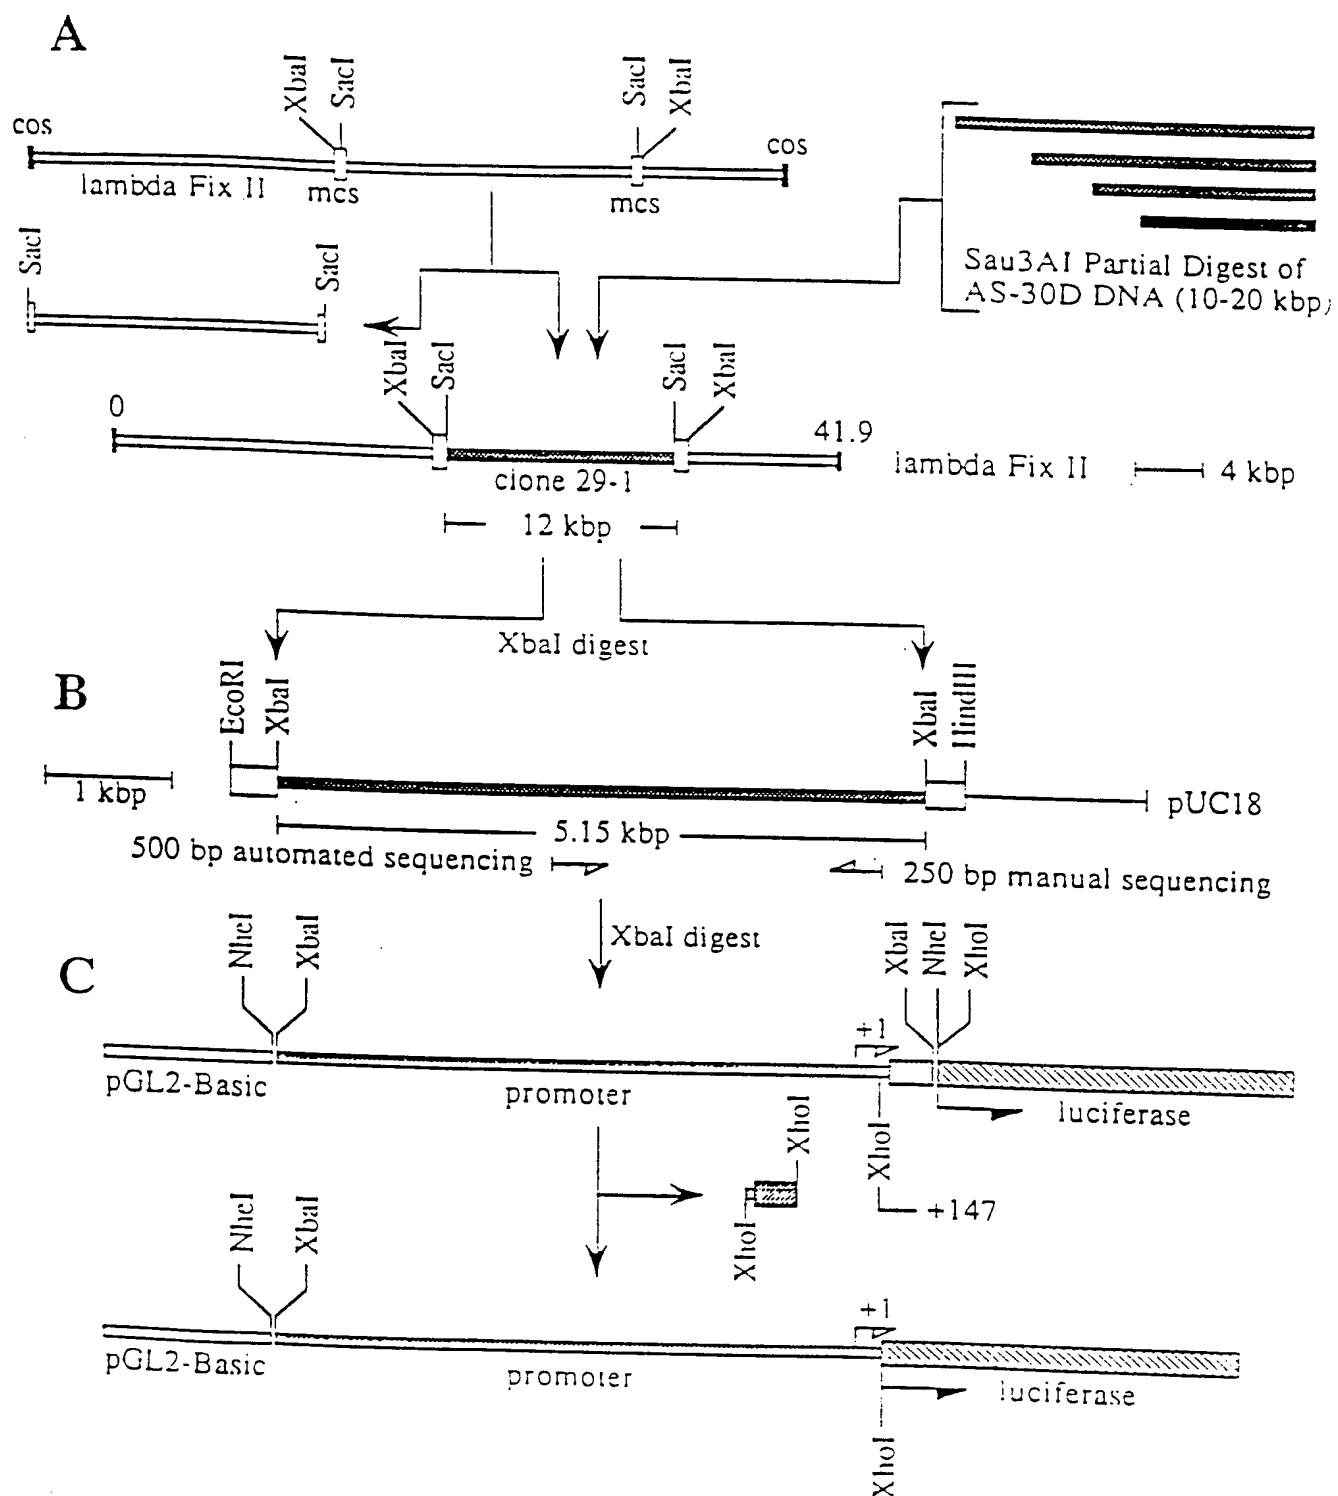 A
XbaI
SacI
SacI
XbaI
cos
cos
lambda Fix II
mcs
mcs
SacI
SacI
Sau3AI Partial Digest of
AS-30D DNA (10-20 kbp)
XbaI
SacI
SacI
XbaI
0
41.9
lambda Fix II
4 kbp
clone 29-1
12 kbp
XbaI digest
B
EcoRI
XbaI
XbaI
HindIII
1 kbp
pUC18
5.15 kbp
500 bp automated sequencing
250 bp manual sequencing
XbaI digest
C
NheI
XbaI
XbaI
NheI
XhoI
+1
pGL2-Basic
promoter
luciferase
XhoI
XhoI
+147
XhoI
NheI
XbaI
+1
pGL2-Basic
promoter
luciferase
XhoI